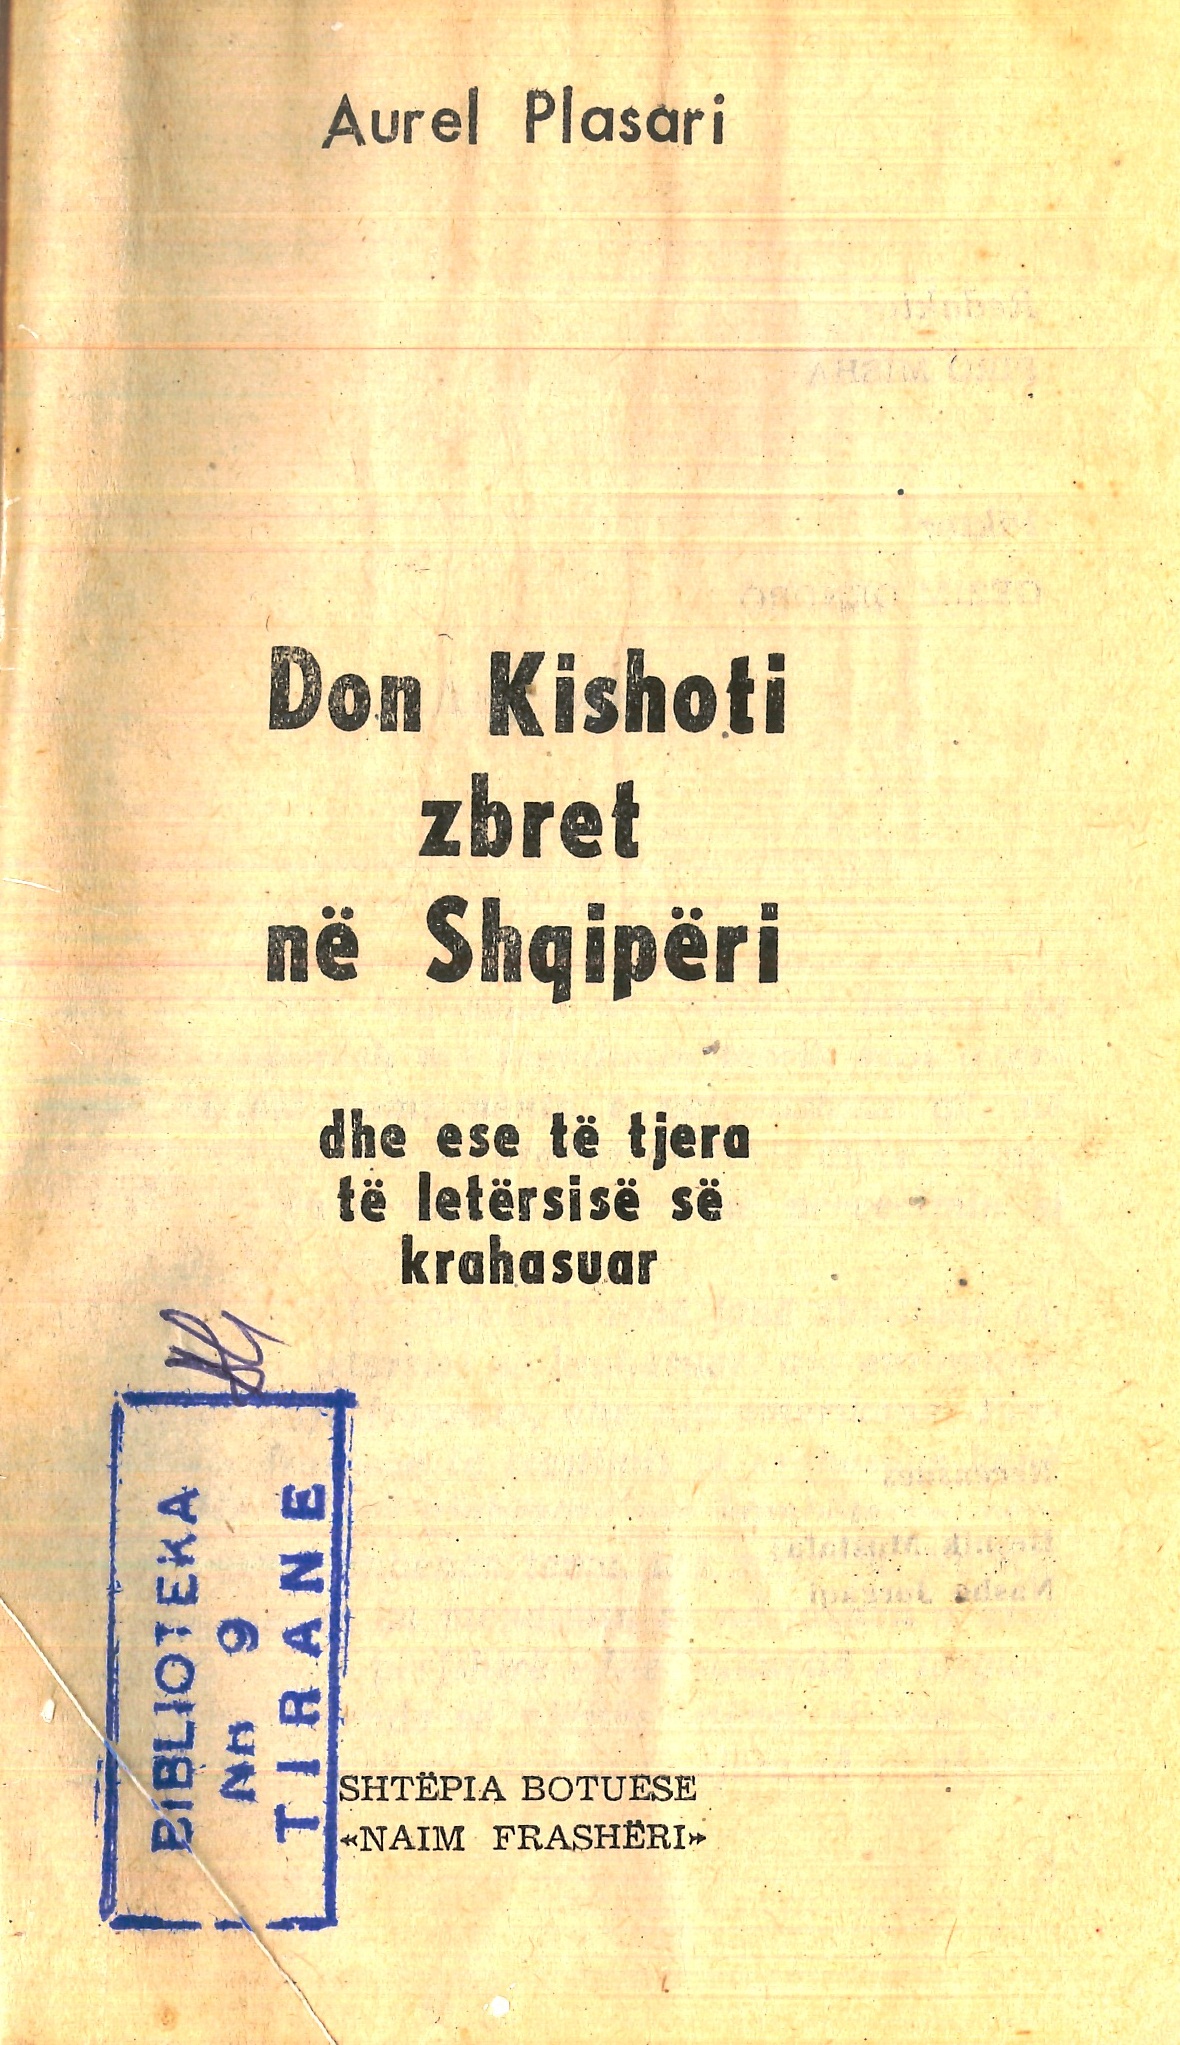 Aurel Plasari
Don Kishoti
zbret
në Shqipëri
dhe ese të tjera
të letërsisë së
krahasuar
BIBLIOTEKA
Nr 9
TIRANE
SHTËPIA BOTUESE
«NAIM FRASHËRI»